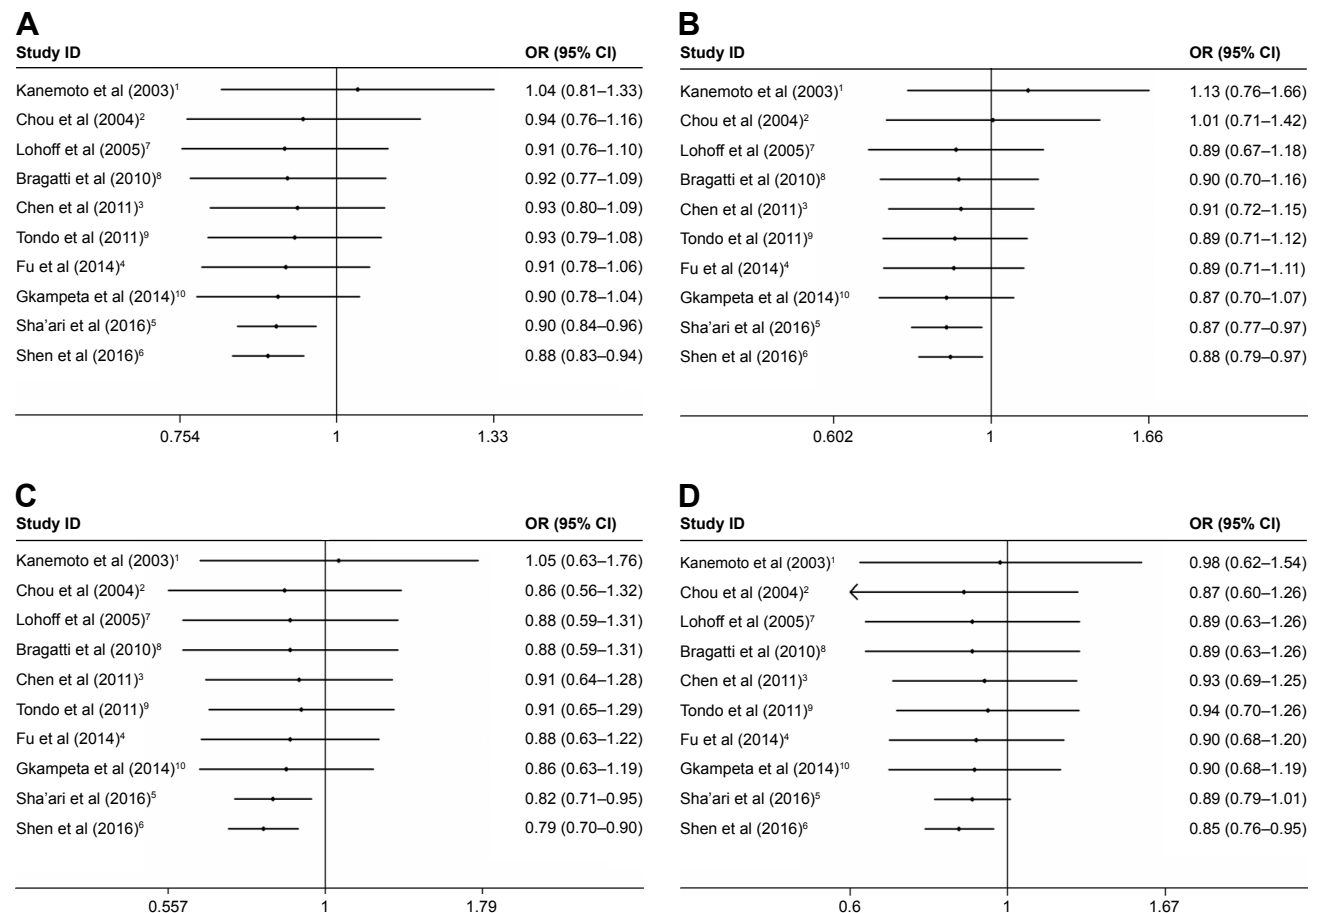 A
Study ID OR (95% CI)
Kanemoto et al (2003)1 1.04 (0.81–1.33)
Chou et al (2004)2 0.94 (0.76–1.16)
Lohoff et al (2005)7 0.91 (0.76–1.10)
Bragatti et al (2010)8 0.92 (0.77–1.09)
Chen et al (2011)3 0.93 (0.80–1.09)
Tondo et al (2011)9 0.93 (0.79–1.08)
Fu et al (2014)4 0.91 (0.78–1.06)
Gkampeta et al (2014)10 0.90 (0.78–1.04)
Sha’ari et al (2016)5 0.90 (0.84–0.96)
Shen et al (2016)6 0.88 (0.83–0.94)
0.754 1 1.33
B
Study ID OR (95% CI)
Kanemoto et al (2003)1 1.13 (0.76–1.66)
Chou et al (2004)2 1.01 (0.71–1.42)
Lohoff et al (2005)7 0.89 (0.67–1.18)
Bragatti et al (2010)8 0.90 (0.70–1.16)
Chen et al (2011)3 0.91 (0.72–1.15)
Tondo et al (2011)9 0.89 (0.71–1.12)
Fu et al (2014)4 0.89 (0.71–1.11)
Gkampeta et al (2014)10 0.87 (0.70–1.07)
Sha’ari et al (2016)5 0.87 (0.77–0.97)
Shen et al (2016)6 0.88 (0.79–0.97)
0.602 1 1.66
C
Study ID OR (95% CI)
Kanemoto et al (2003)1 1.05 (0.63–1.76)
Chou et al (2004)2 0.86 (0.56–1.32)
Lohoff et al (2005)7 0.88 (0.59–1.31)
Bragatti et al (2010)8 0.88 (0.59–1.31)
Chen et al (2011)3 0.91 (0.64–1.28)
Tondo et al (2011)9 0.91 (0.65–1.29)
Fu et al (2014)4 0.88 (0.63–1.22)
Gkampeta et al (2014)10 0.86 (0.63–1.19)
Sha’ari et al (2016)5 0.82 (0.71–0.95)
Shen et al (2016)6 0.79 (0.70–0.90)
0.557 1 1.79
D
Study ID OR (95% CI)
Kanemoto et al (2003)1 0.98 (0.62–1.54)
Chou et al (2004)2 0.87 (0.60–1.26)
Lohoff et al (2005)7 0.89 (0.63–1.26)
Bragatti et al (2010)8 0.89 (0.63–1.26)
Chen et al (2011)3 0.93 (0.69–1.25)
Tondo et al (2011)9 0.94 (0.70–1.26)
Fu et al (2014)4 0.90 (0.68–1.20)
Gkampeta et al (2014)10 0.90 (0.68–1.19)
Sha’ari et al (2016)5 0.89 (0.79–1.01)
Shen et al (2016)6 0.85 (0.76–0.95)
0.6 1 1.67